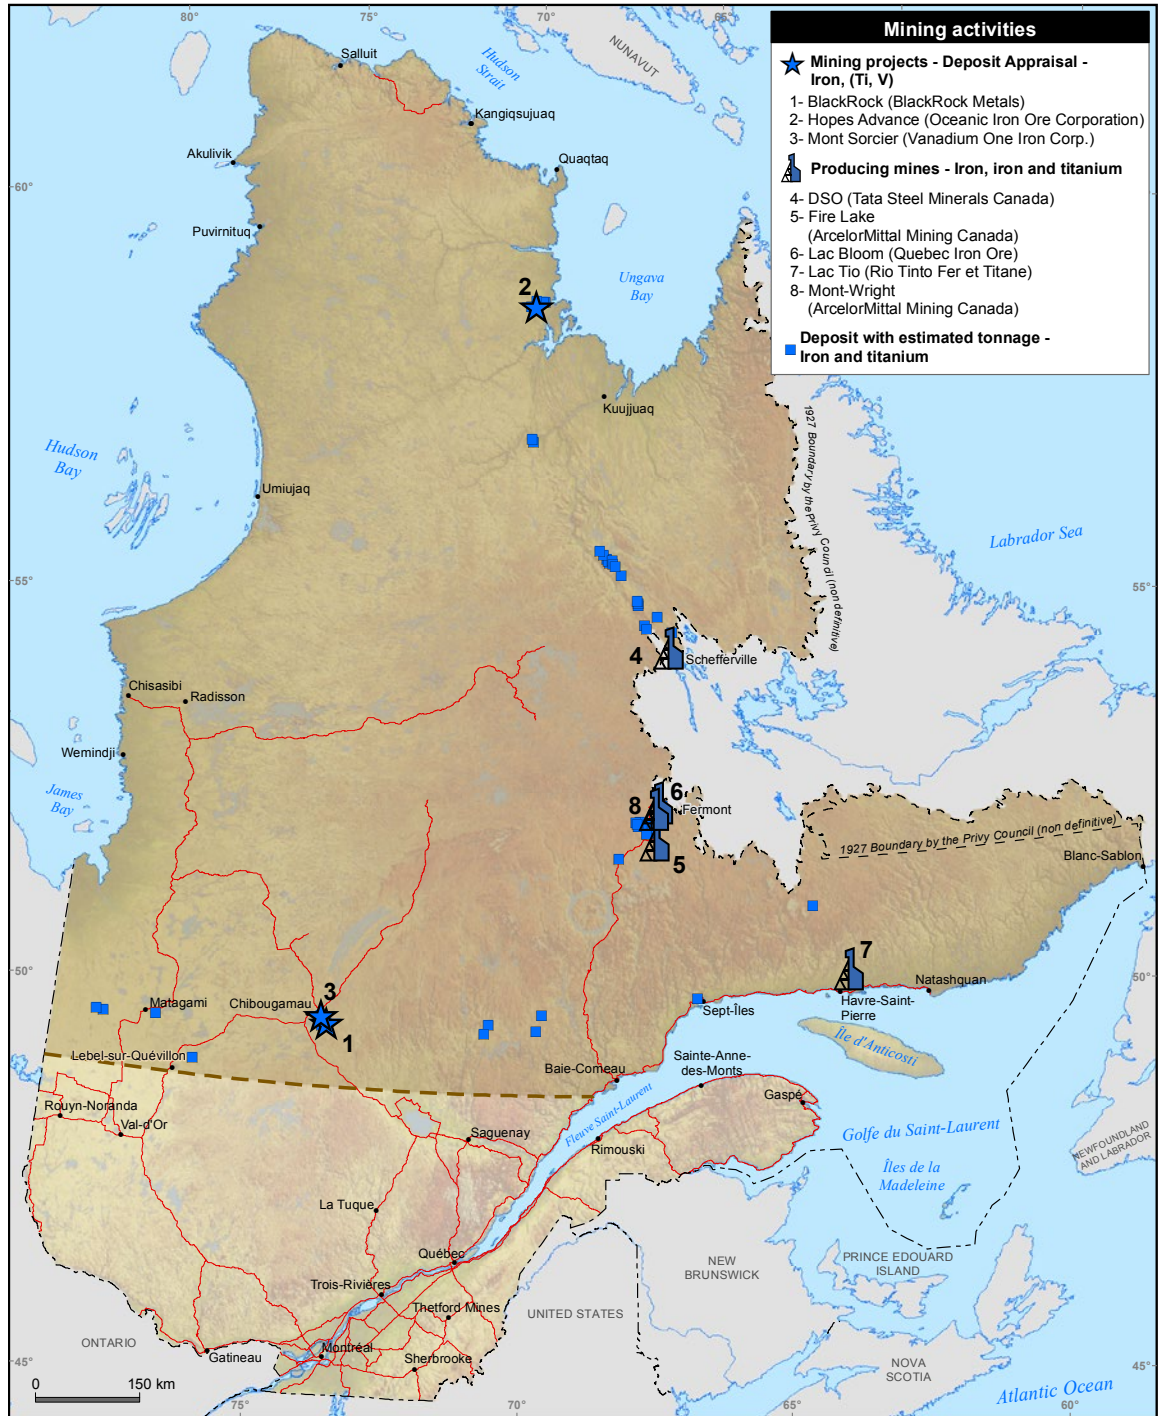 80°
75°
70°
65°
60°
Mining activities
Mining projects - Deposit Appraisal -
Iron, (Ti, V)
1- BlackRock (BlackRock Metals)
2- Hopes Advance (Oceanic Iron Ore Corporation)
3- Mont Sorcier (Vanadium One Iron Corp.)
Producing mines - Iron, iron and titanium
4- DSO (Tata Steel Minerals Canada)
5- Fire Lake
(ArcelorMittal Mining Canada)
6- Lac Bloom (Quebec Iron Ore)
7- Lac Tio (Rio Tinto Fer et Titane)
8- Mont-Wright
(ArcelorMittal Mining Canada)
Deposit with estimated tonnage -
Iron and titanium
NUNAVUT
Hudson
Strait
Salluit
Kangiqsujuaq
Akulivik
Quaqtaq
60°
Puvirnituq
Ungava
Bay
2
Kuujjuaq
1927 Boundary by the Privy Council (non definitive)
Hudson
Bay
Umiujaq
Labrador Sea
55°
55°
4
Schefferville
Chisasibi
Radisson
Wemindji
James
Bay
6
8
Fermont
5
1927 Boundary by the Privy Council (non definitive)
Blanc-Sablon
7
50°
50°
Natashquan
Havre-Saint-
Pierre
Sept-Îles
Matagami
Chibougamau
3
1
Île d'Anticosti
Lebel-sur-Quévillon
Baie-Comeau
Sainte-Anne-
des-Monts
Gaspé
Fleuve Saint-Laurent
Rouyn-Noranda
Val-d'Or
Saguenay
Rimouski
Golfe du Saint-Laurent
NEWFOUNDLAND
AND LABRADOR
Îles de la
Madeleine
La Tuque
Québec
NEW
BRUNSWICK
PRINCE EDOUARD
ISLAND
Trois-Rivières
Thetford Mines
UNITED STATES
ONTARIO
Gatineau
Montréal
Sherbrooke
NOVA
SCOTIA
45°
45°
0
150 km
Atlantic Ocean
75°
70°
65°
60°